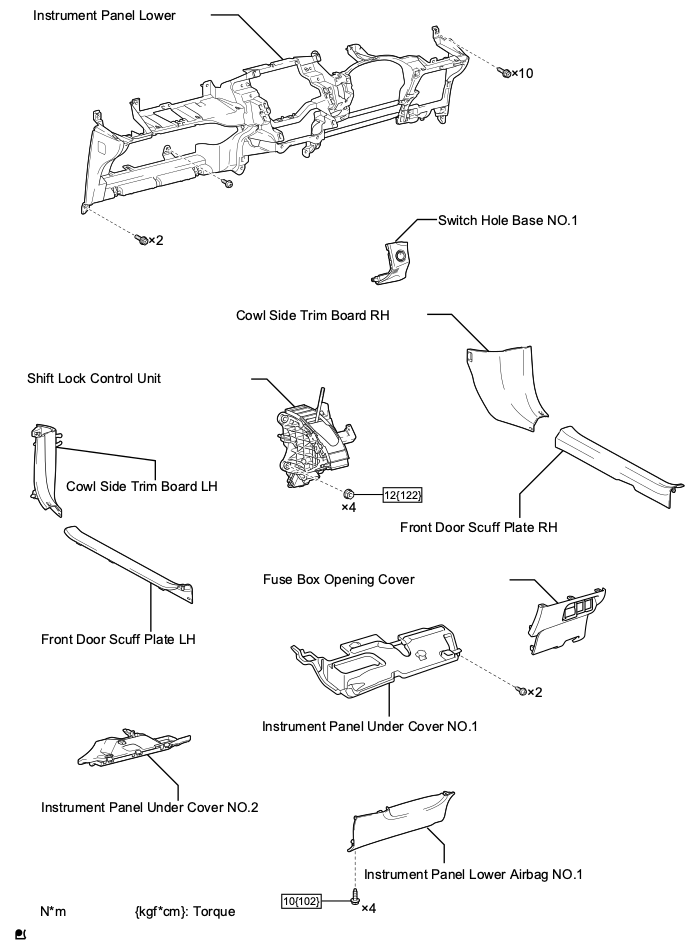 Instrument Panel Lower
×10
×2
Switch Hole Base NO.1
Cowl Side Trim Board RH
Shift Lock Control Unit
Cowl Side Trim Board LH
12{122}
×4
Front Door Scuff Plate RH
Fuse Box Opening Cover
Front Door Scuff Plate LH
×2
Instrument Panel Under Cover NO.1
Instrument Panel Under Cover NO.2
Instrument Panel Lower Airbag NO.1
10{102}
×4
N*m {kgf*cm}: Torque